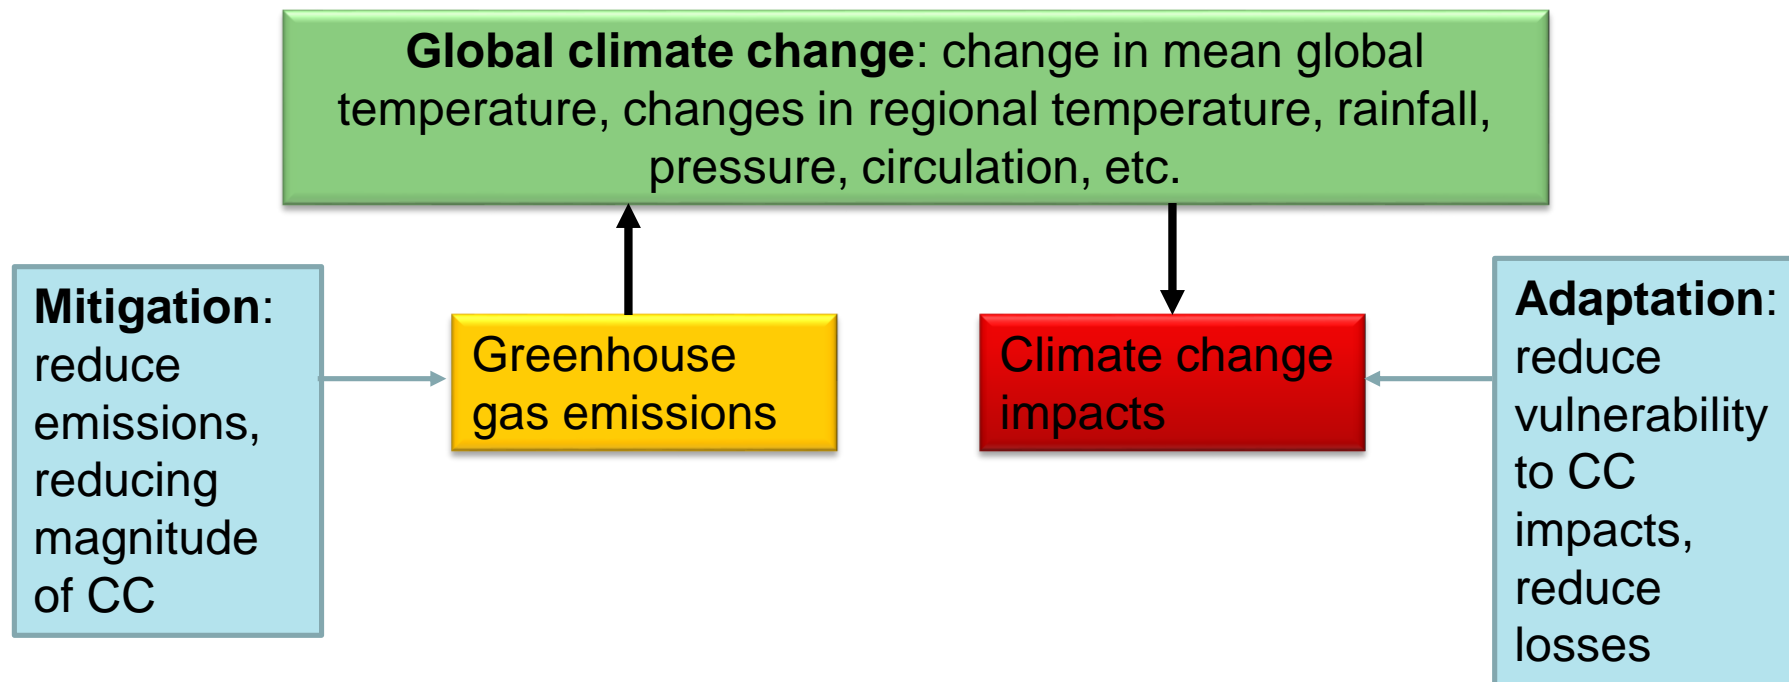 Global climate change: change in mean global
temperature, changes in regional temperature, rainfall,
pressure, circulation, etc.
Mitigation:
reduce
emissions,
reducing
magnitude
of CC
Greenhouse
gas emissions
Climate change
impacts
Adaptation:
reduce
vulnerability
to CC
impacts,
reduce
losses